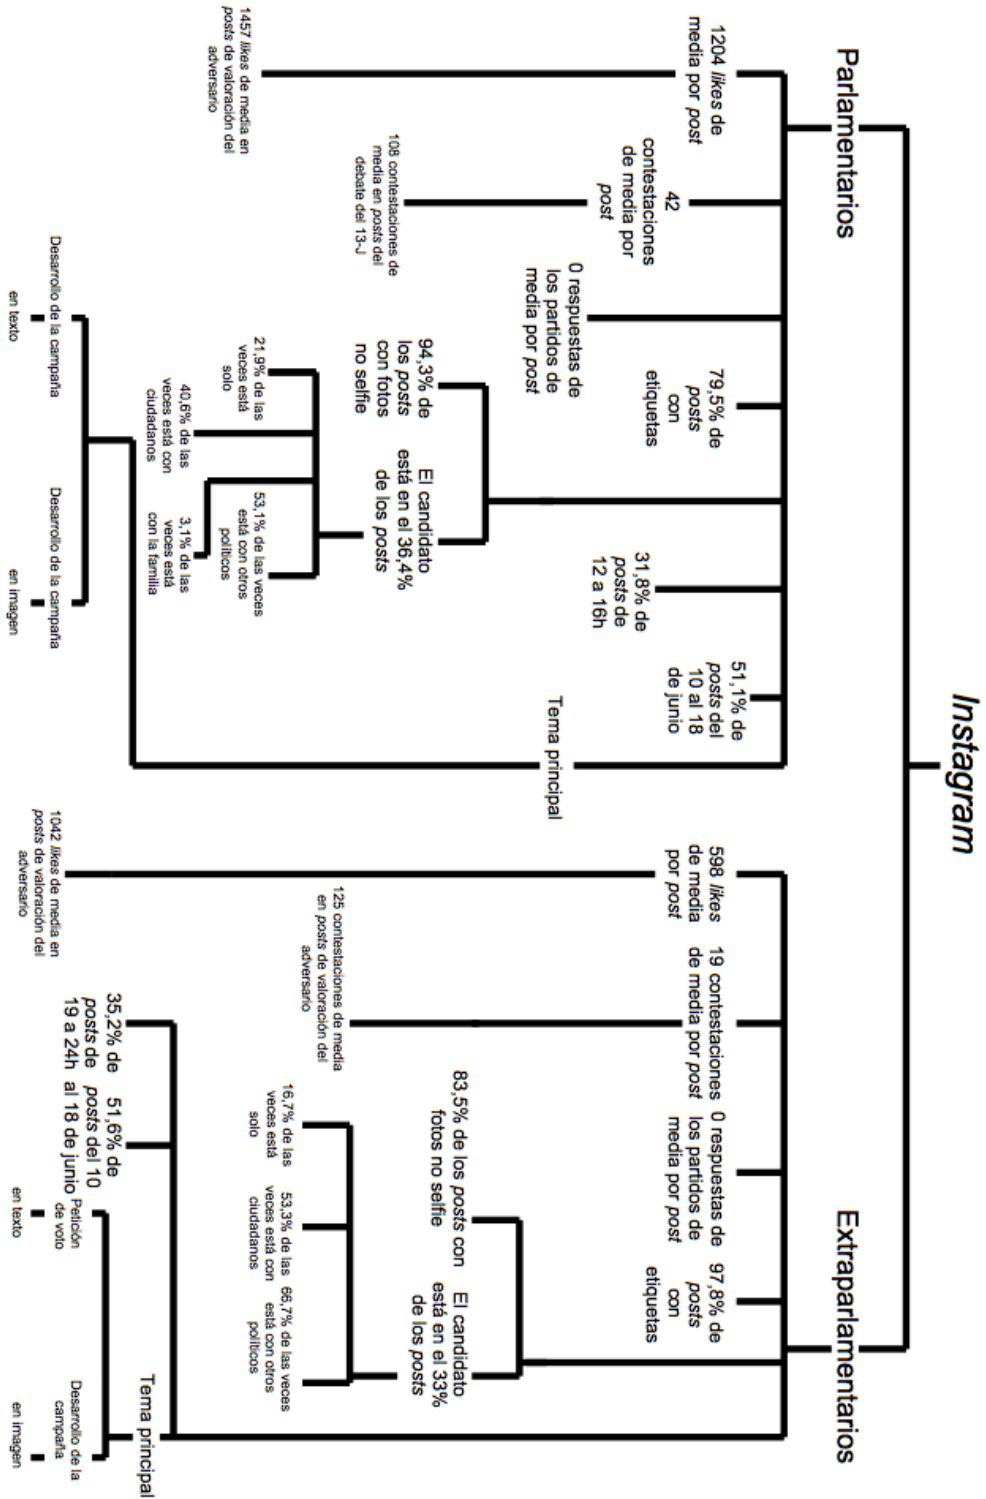 Instagram
Parlamentarios
1204 likes de
media por post
1457 likes de media en
posts de valoración del
adversario
42
contestaciones
de media por
post
108 contestaciones de
media en posts del
debate del 13-J
0 respuestas de
los partidos de
media por post
79,5% de
posts
con
etiquetas
94,3% de
los posts
con fotos
no selfie
El candidato
está en el 36,4%
de los posts
21,9% de las
veces está
solo
40,6% de las
veces está con
ciudadanos
3,1% de las
veces está
con la familia
53,1% de las veces
está con otros
políticos
31,8% de
posts de
12 a 16h
51,1% de
posts del
10 al 18
de junio
Tema principal
Desarrollo de la campaña
en texto
Desarrollo de la campaña
en imagen
Extraparlamentarios
598 likes
de media
por post
1042 likes de media en
posts de valoración del
adversario
19 contestaciones
de media por post
125 contestaciones de media
en posts de valoración del
adversario
0 respuestas de
los partidos de
media por post
97,8% de
posts
con
etiquetas
83,5% de los posts con
fotos no selfie
El candidato
está en el 33%
de los posts
16,7% de las
veces está
solo
53,3% de las
veces está con
ciudadanos
66,7% de las veces
está con otros
políticos
35,2% de
posts de
19 a 24h
51,6% de
posts del 10
al 18 de junio
Tema principal
Petición
de voto
en texto
Desarrollo de la
campaña
en imagen